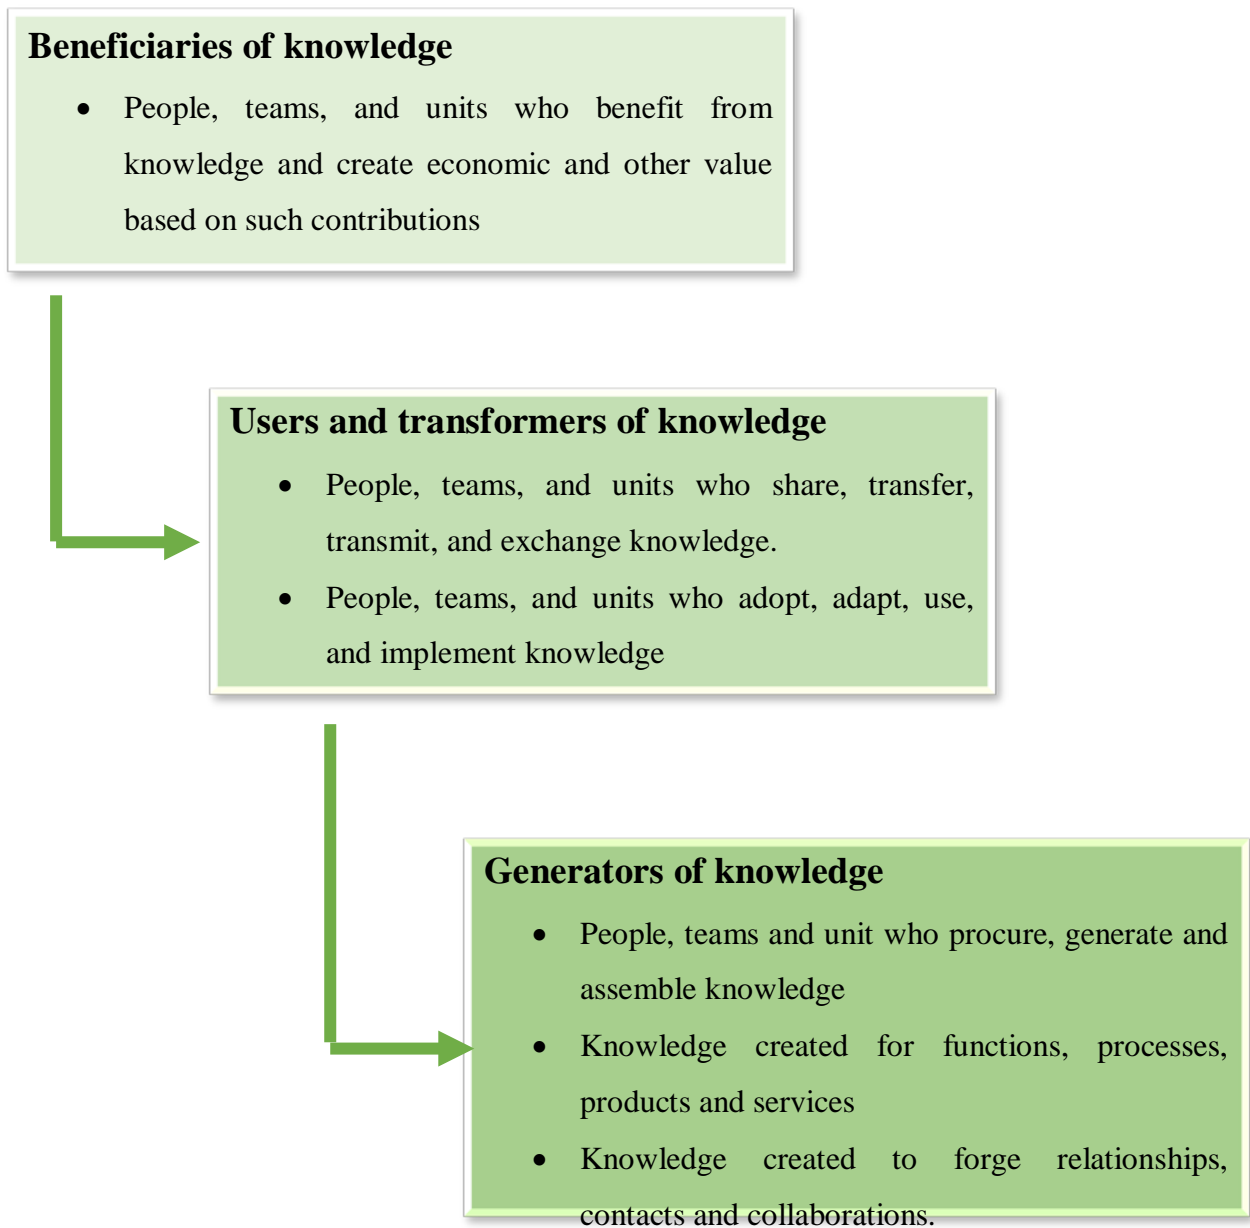 Beneficiaries of knowledge
• People, teams, and units who benefit from
knowledge and create economic and other value
based on such contributions
Users and transformers of knowledge
• People, teams, and units who share, transfer,
transmit, and exchange knowledge.
• People, teams, and units who adopt, adapt, use,
and implement knowledge
Generators of knowledge
• People, teams and unit who procure, generate and
assemble knowledge
• Knowledge created for functions, processes,
products and services
• Knowledge created to forge relationships,
contacts and collaborations.